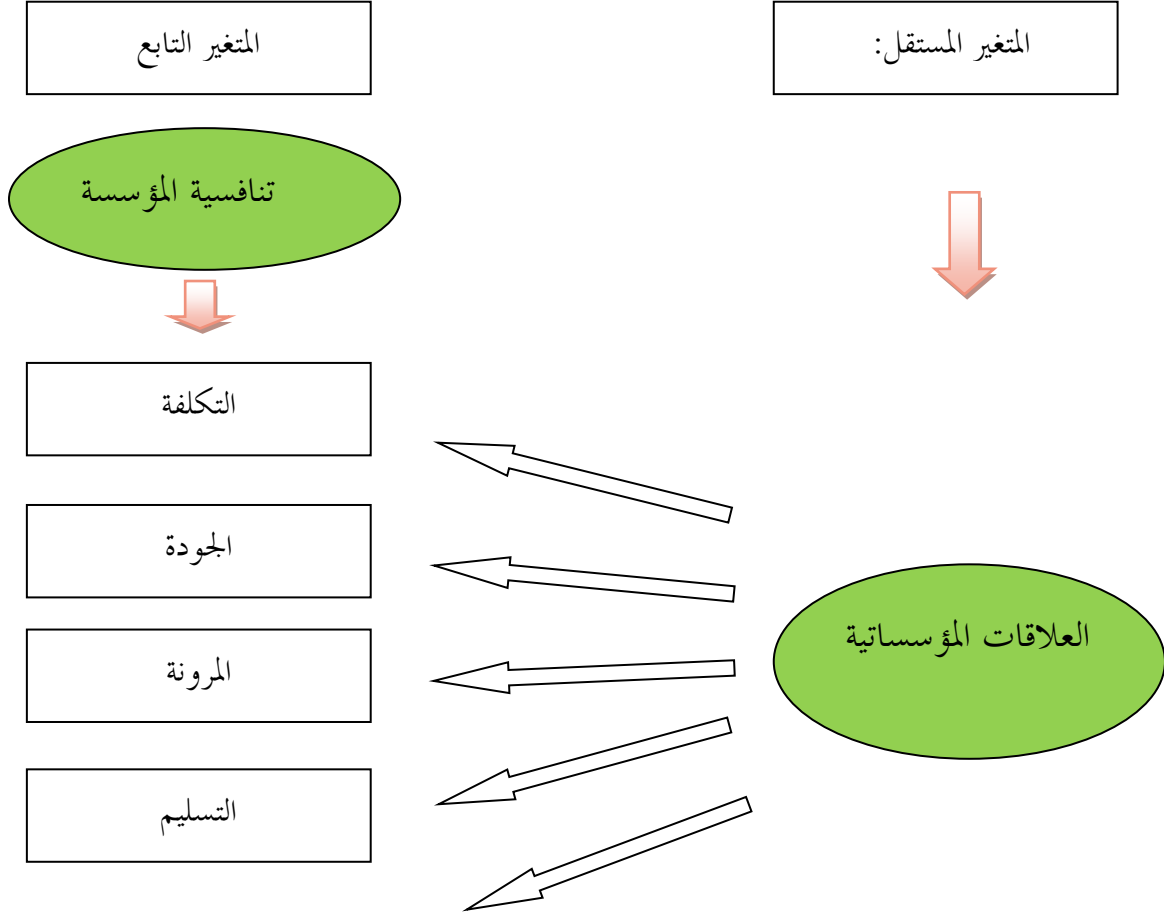 المتغير المستقل:
المتغير التابع
تنافسية المؤسسة
التكلفة
الجودة
العلاقات المؤسساتية
المرونة
التسليم